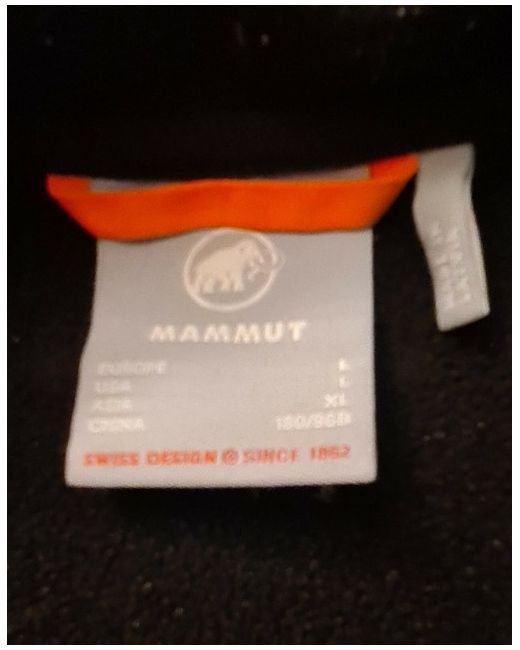 MAMMUT
EUROPE L
USA L
ASIA XL
CHINA 180/96B
SWISS DESIGN SINCE 1862